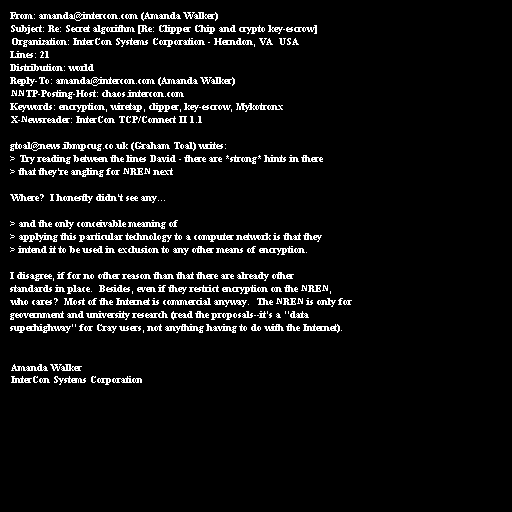 From: amanda@intercon.com (Amanda Walker)
Subject: Re: Secret algorithm [Re: Clipper Chip and crypto key-escrow]
Organization: InterCon Systems Corporation - Herndon, VA  USA
Lines: 21
Distribution: world
Reply-To: amanda@intercon.com (Amanda Walker)
NNTP-Posting-Host: chaos.intercon.com
Keywords: encryption, wiretap, clipper, key-escrow, Mykotronx
X-Newsreader: InterCon TCP/Connect II 1.1

gtoal@news.ibmpcug.co.uk (Graham Toal) writes:
> Try reading between the lines David - there are *strong* hints in there
> that they're angling for NREN next

Where?  I honestly didn't see any...

> and the only conceivable meaning of
> applying this particular technology to a computer network is that they
> intend it to be used in exclusion to any other means of encryption.

I disagree, if for no other reason than that there are already other
standards in place.  Besides, even if they restrict encryption on the NREN,
who cares?  Most of the Internet is commercial anyway.  The NREN is only for
geovernment and university research (read the proposals--it's a "data
superhighway" for Cray users, not anything having to do with the Internet).

Amanda Walker
InterCon Systems Corporation